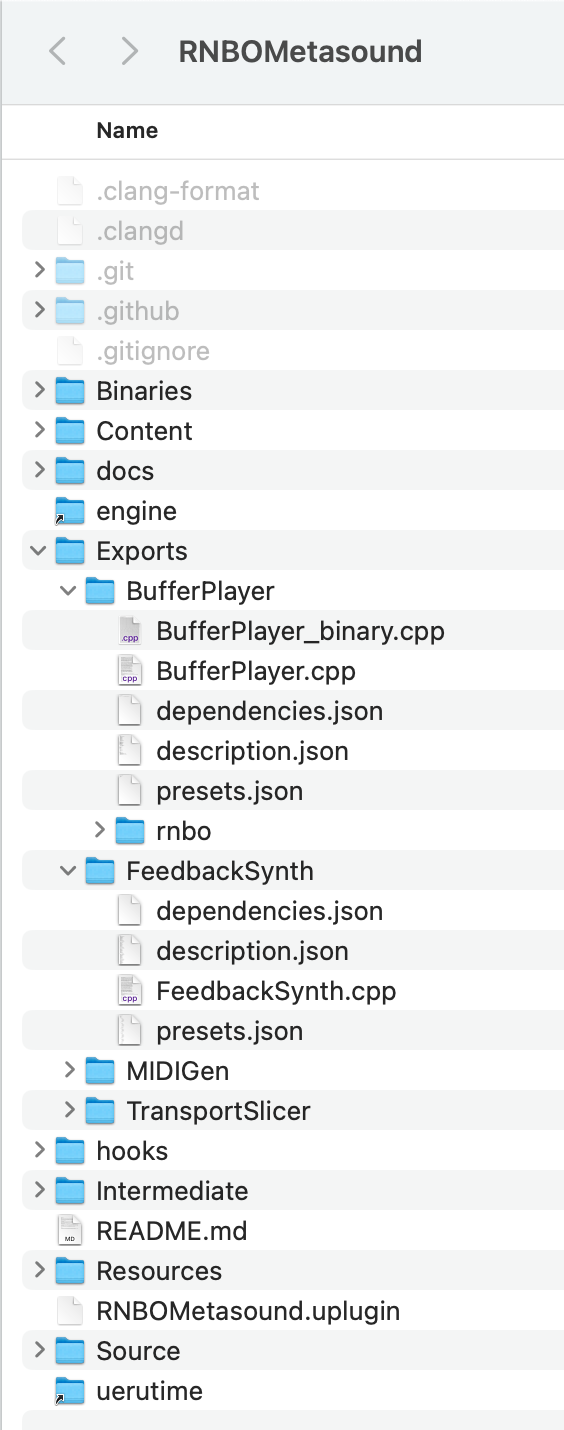 RNBOMetasound
Name
.clang-format
.clangd
.git
.github
.gitignore
Binaries
Content
docs
engine
Exports
BufferPlayer
.cpp BufferPlayer_binary.cpp
cpp BufferPlayer.cpp
dependencies.json
description.json
presets.json
rnbo
FeedbackSynth
dependencies.json
description.json
cpp FeedbackSynth.cpp
presets.json
MIDIGen
TransportSlicer
hooks
Intermediate
MD README.md
Resources
RNBOMetasound.uplugin
Source
uerutime